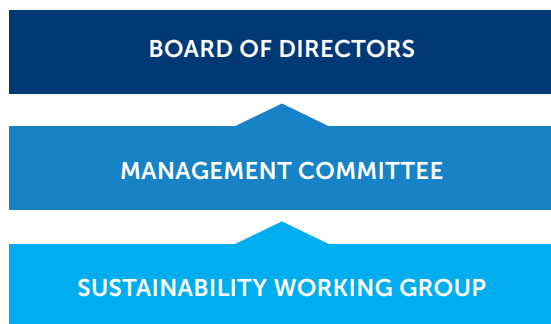 BOARD OF DIRECTORS
MANAGEMENT COMMITTEE
SUSTAINABILITY WORKING GROUP